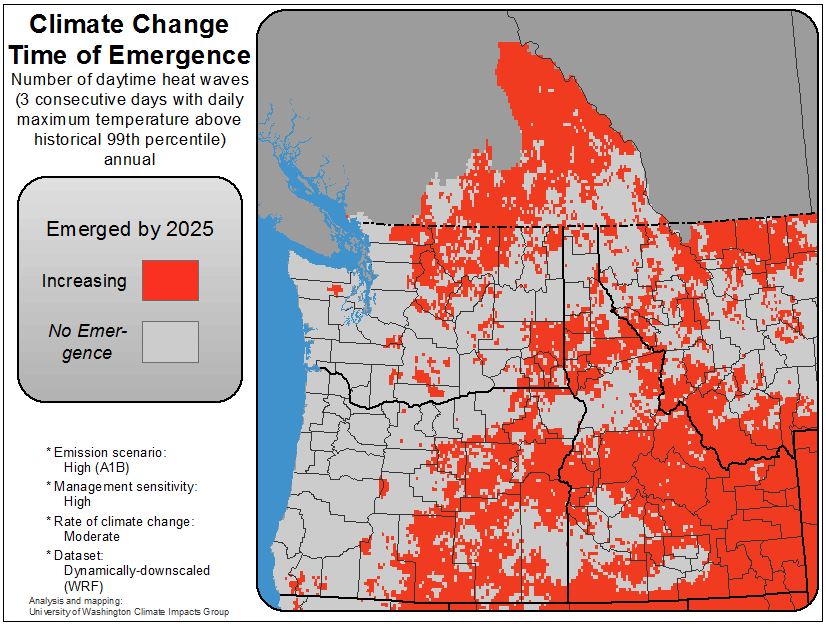 Climate Change
Time of Emergence
Number of daytime heat waves
(3 consecutive days with daily
maximum temperature above
historical 99th percentile)
annual
Emerged by 2025
Increasing
No Emer-
gence
* Emission scenario:
High (A1B)
* Management sensitivity:
High
* Rate of climate change:
Moderate
* Dataset:
Dynamically-downscaled
(WRF)
Analysis and mapping:
University of Washington Climate Impacts Group